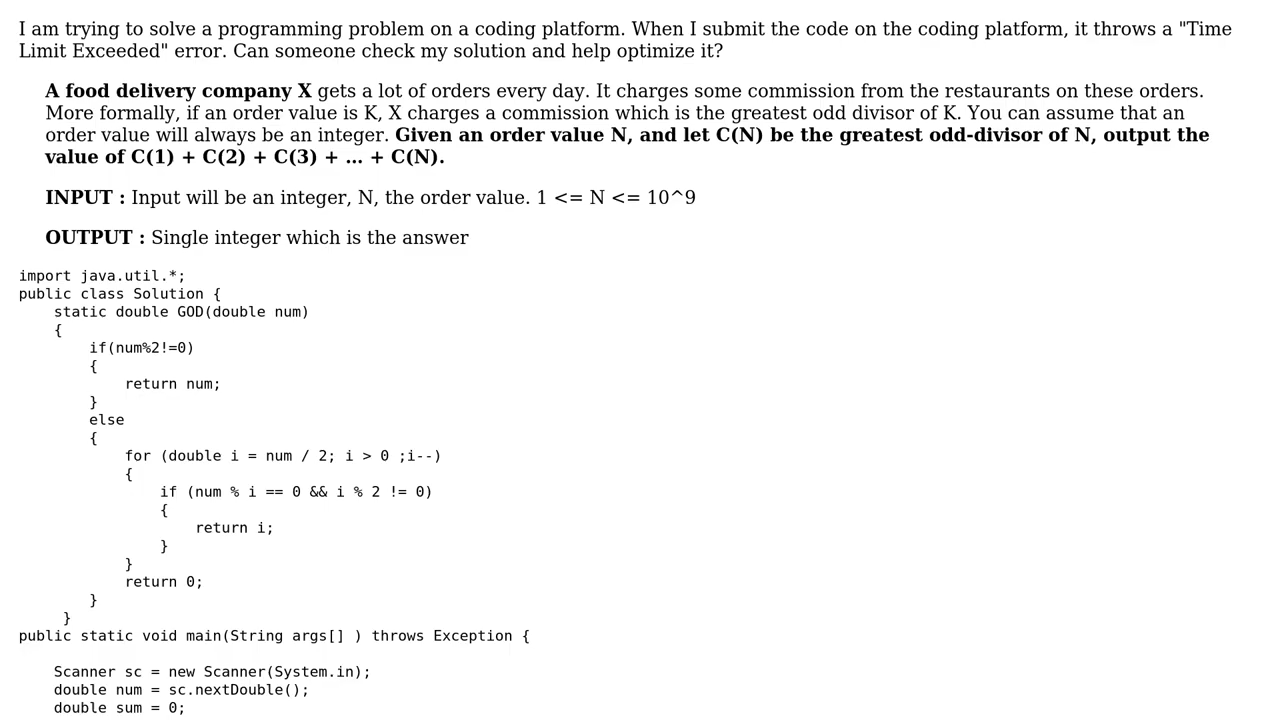 I am trying to solve a programming problem on a coding platform. When I submit the code on the coding platform, it throws a "Time
Limit Exceeded" error. Can someone check my solution and help optimize it?
A food delivery company X gets a lot of orders every day. It charges some commission from the restaurants on these orders.
More formally, if an order value is K, X charges a commission which is the greatest odd divisor of K. You can assume that an
order value will always be an integer. Given an order value N, and let C(N) be the greatest odd-divisor of N, output the
value of C(1) + C(2) + C(3) + … + C(N).
INPUT : Input will be an integer, N, the order value. 1 <= N <= 10^9
OUTPUT : Single integer which is the answer
import java.util.*;
public class Solution {
    static double GOD(double num)
    {
        if(num%2!=0)
        {
            return num;
        }
        else
        {
            for (double i = num / 2; i > 0 ;i--)
            {
                if (num % i == 0 && i % 2 != 0)
                {
                    return i;
                }
            }
            return 0;
        }
     }
public static void main(String args[] ) throws Exception {
    Scanner sc = new Scanner(System.in);
    double num = sc.nextDouble();
    double sum = 0;